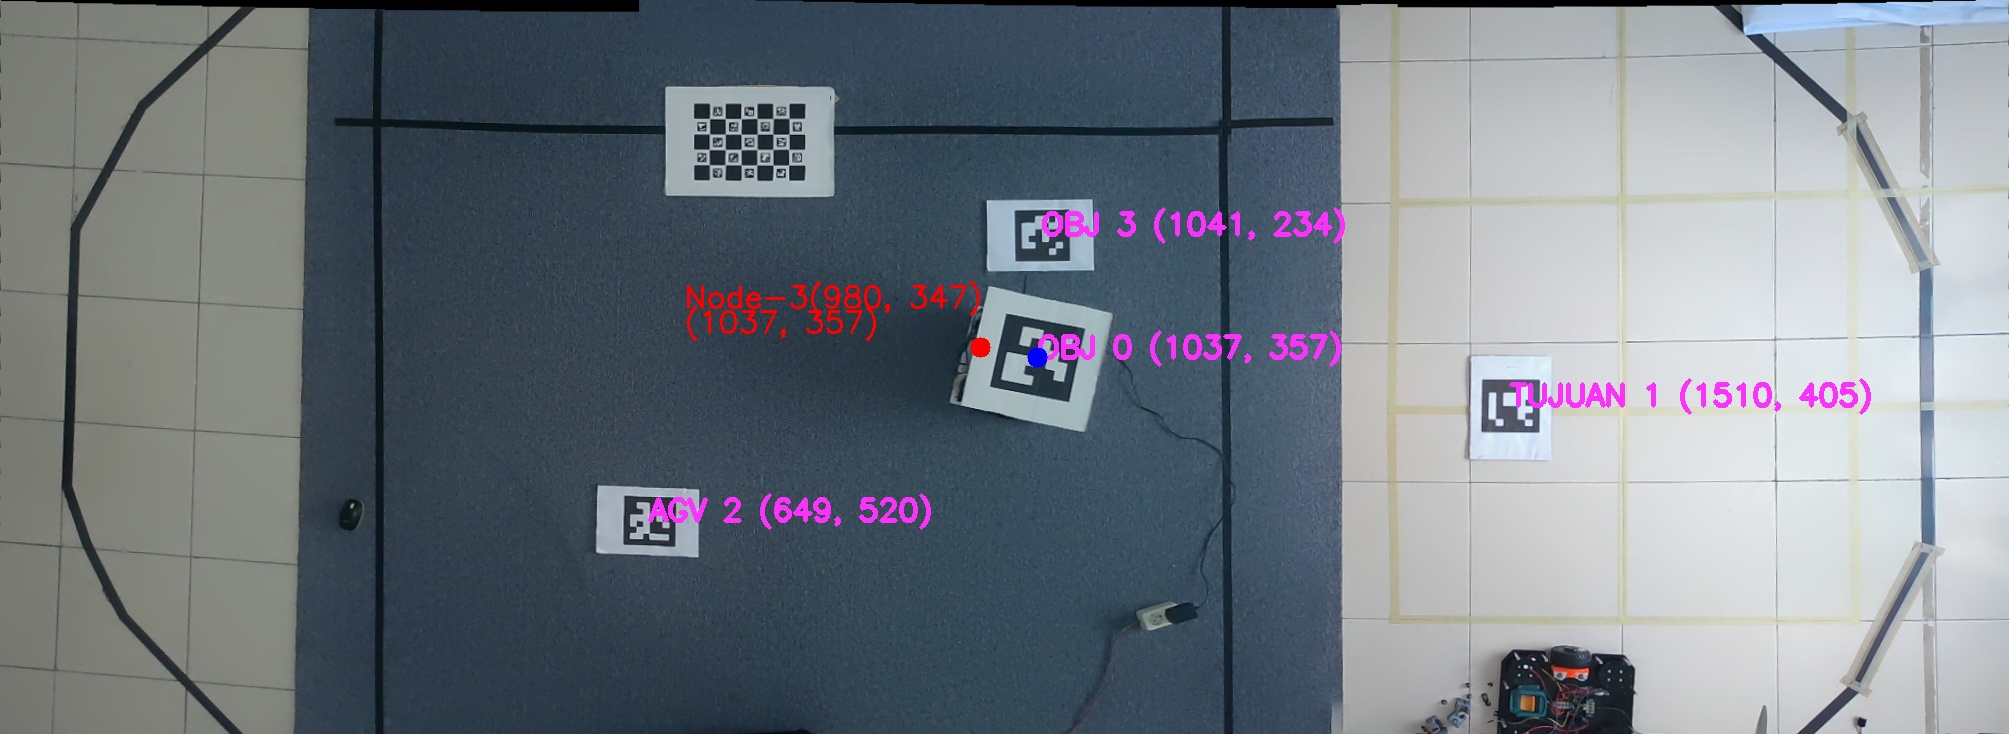 OBJ 3 (1041, 234)
Node-3(980, 347)
(1037, 357)
OBJ 0 (1037, 357)
TUJUAN 1 (1510, 405)
AGV 2 (649, 520)